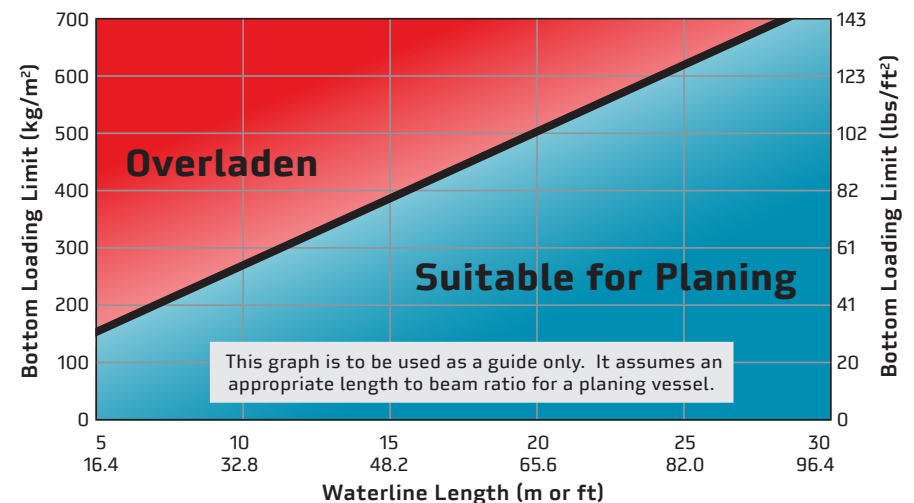 Bottom Loading Limit (kg/m²)
700
600
500
400
300
200
100
0
Overladen
Suitable for Planing
This graph is to be used as a guide only. It assumes an
appropriate length to beam ratio for a planing vessel.
143
123
102
82
61
41
20
0
Bottom Loading Limit (lbs/ft²)
5 10 15 20 25 30
16.4 32.8 48.2 65.6 82.0 96.4
Waterline Length (m or ft)